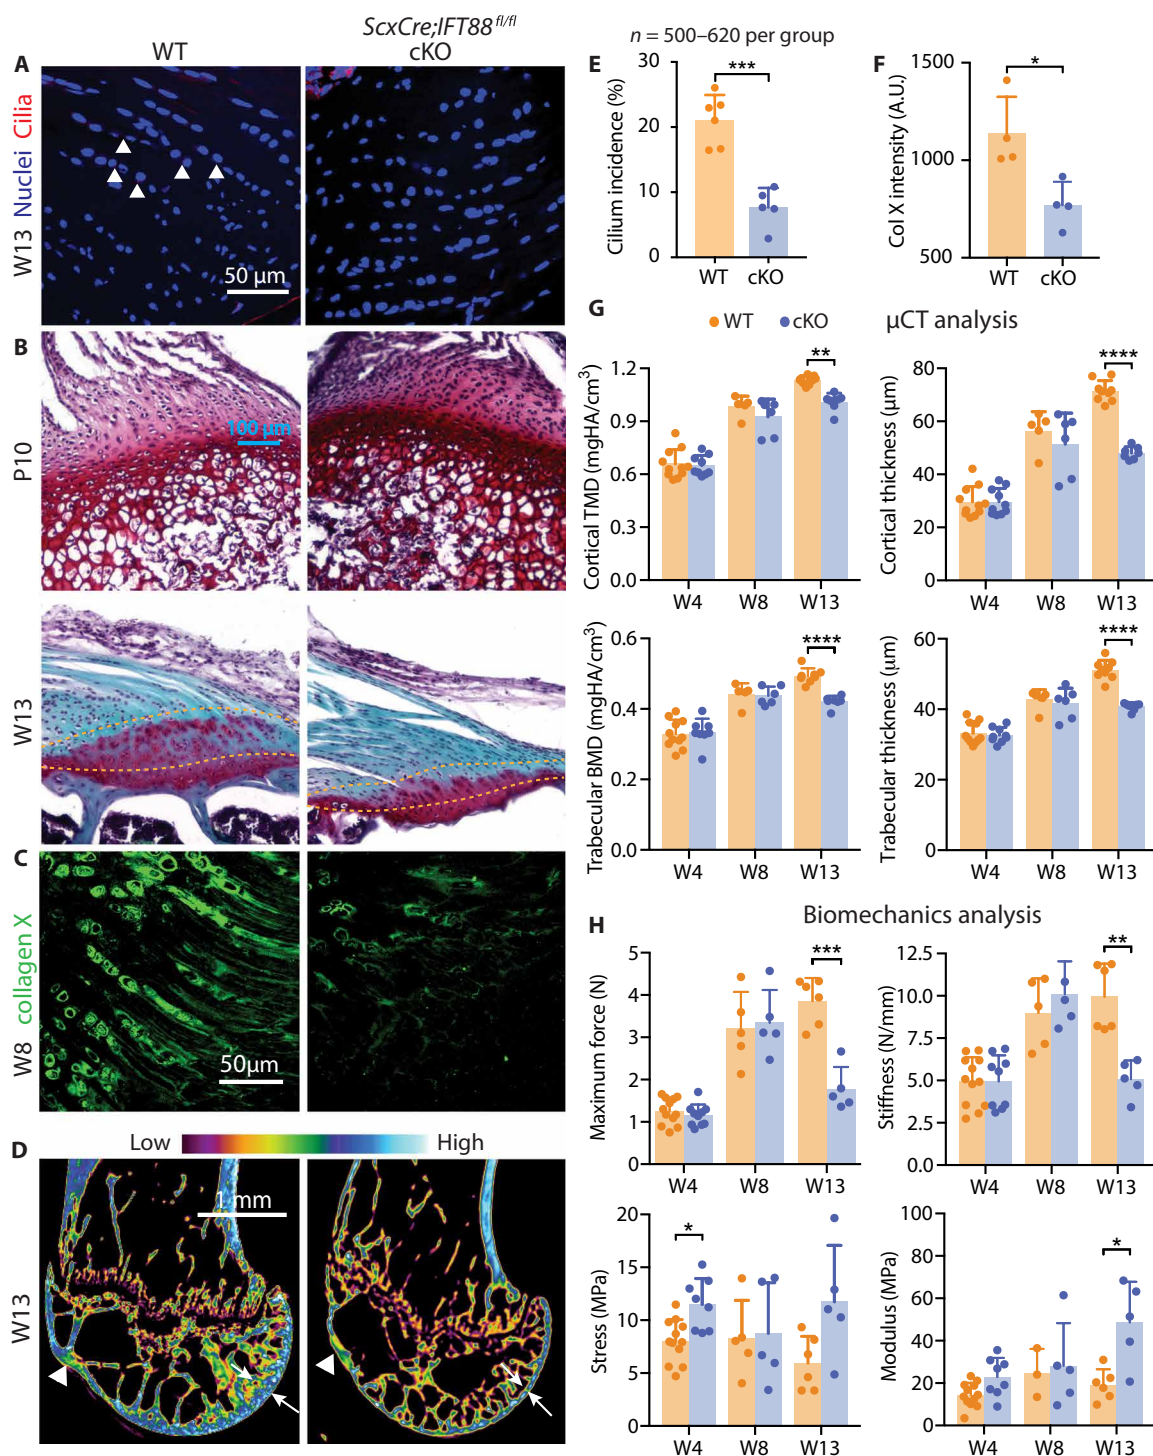 ScxCre;IFT88 fl/fl
WT
cKO
A
W13 Nuclei Cilia
50 µm
B
P10
100 µm
W13
C
W8 collagen X
50µm
Low
High
D
W13
1 mm
n = 500–620 per group
E
Cilium incidence (%)
30
20
10
0
***
WT
cKO
F
Col X intensity (A.U.)
1500
1000
500
*
WT
cKO
G
WT
cKO
µCT analysis
Cortical TMD (mgHA/cm³)
1.2
0.9
0.6
0.3
0.0
**
W4
W8
W13
Cortical thickness (µm)
80
60
40
20
0
****
W4
W8
W13
Trabecular BMD (mgHA/cm³)
0.6
0.4
0.2
0.0
****
W4
W8
W13
Trabecular thickness (µm)
60
40
20
0
****
W4
W8
W13
H
Biomechanics analysis
Maximum force (N)
5
4
3
2
1
0
***
W4
W8
W13
Stiffness (N/mm)
12.5
10.0
7.5
5.0
2.5
0.0
**
W4
W8
W13
Stress (MPa)
20
15
10
5
0
*
W4
W8
W13
Modulus (MPa)
100
80
60
40
20
0
*
W4
W8
W13